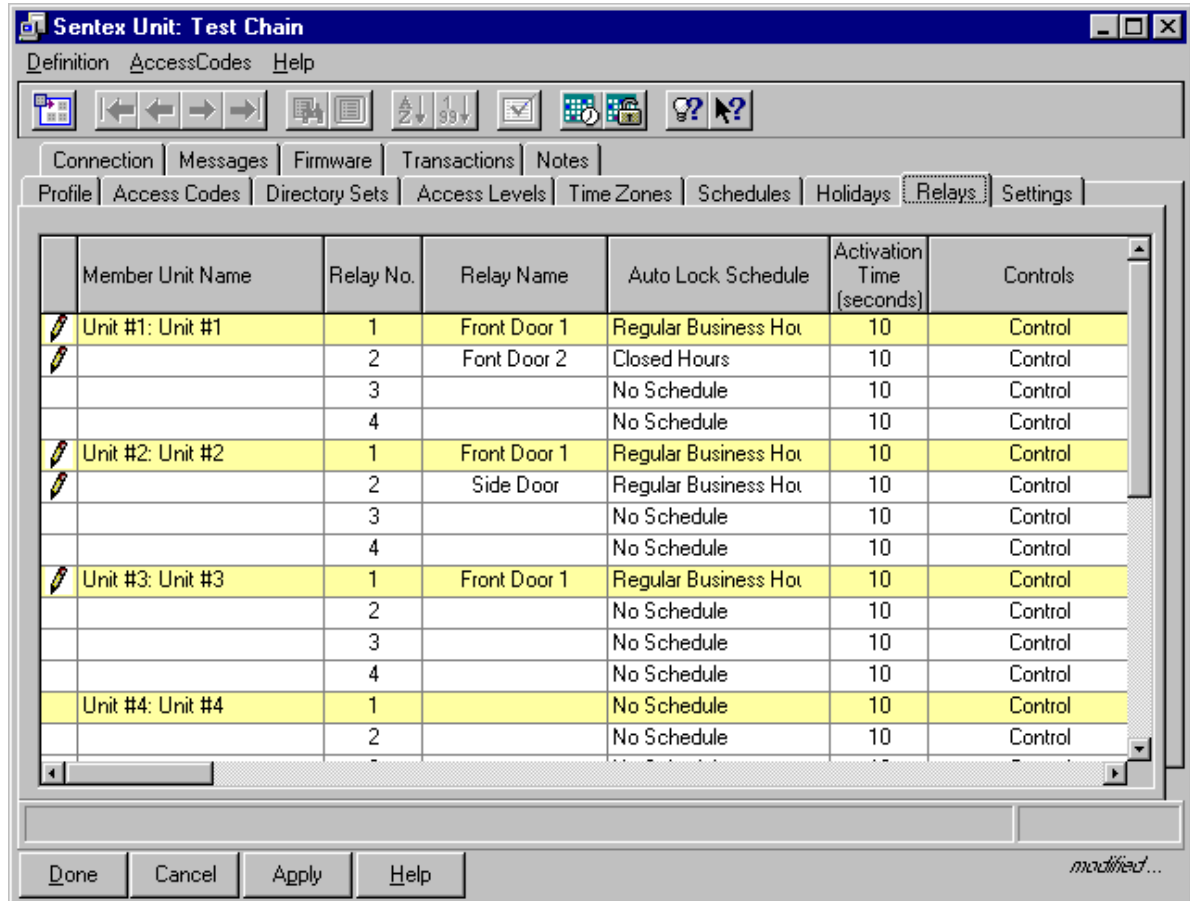 Sentex Unit: Test Chain
Definition AccessCodes Help
Connection Messages Firmware Transactions Notes
Profile Access Codes Directory Sets Access Levels Time Zones Schedules Holidays Relays Settings
Member Unit Name Relay No. Relay Name Auto Lock Schedule Activation Time (seconds) Controls
Unit #1: Unit #1 1 Front Door 1 Regular Business Hou 10 Control
2 Font Door 2 Closed Hours 10 Control
3 No Schedule 10 Control
4 No Schedule 10 Control
Unit #2: Unit #2 1 Front Door 1 Regular Business Hou 10 Control
2 Side Door Regular Business Hou 10 Control
3 No Schedule 10 Control
4 No Schedule 10 Control
Unit #3: Unit #3 1 Front Door 1 Regular Business Hou 10 Control
2 No Schedule 10 Control
3 No Schedule 10 Control
4 No Schedule 10 Control
Unit #4: Unit #4 1 No Schedule 10 Control
2 No Schedule 10 Control
Done Cancel Apply Help modified...